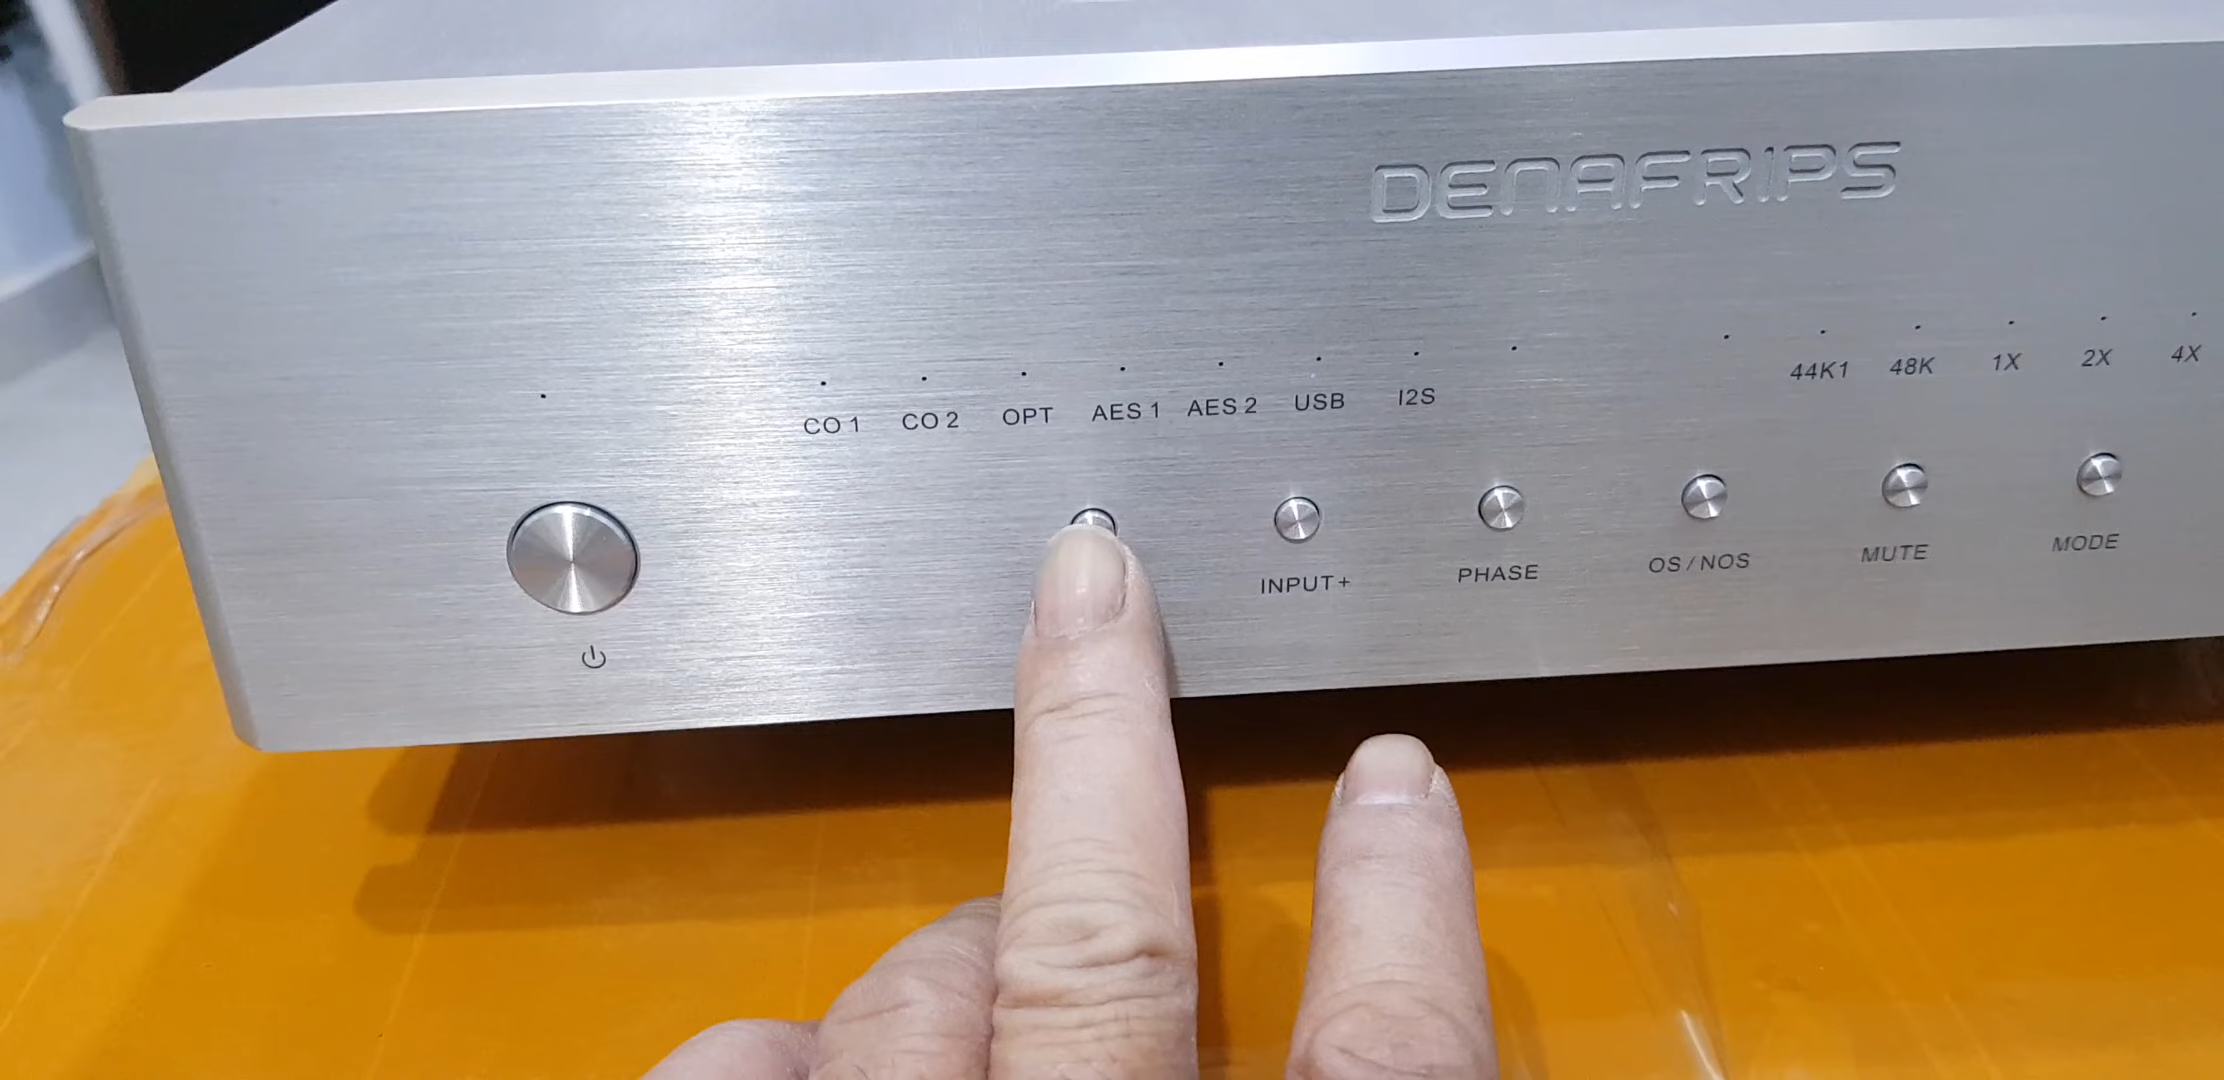 DENAFRIPS
44K1 48K 1X 2X 4X
CO 1 CO 2 OPT AES 1 AES 2 USB I2S
INPUT+ PHASE OS/NOS MUTE MODE